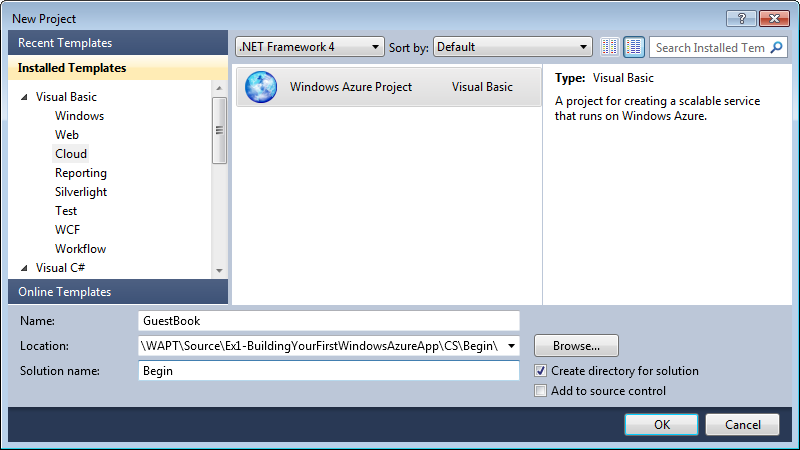 New Project
Recent Templates
.NET Framework 4
Sort by:
Default
Search Installed Tem
Installed Templates
Visual Basic
Windows
Web
Cloud
Reporting
Silverlight
Test
WCF
Workflow
Visual C#
Online Templates
Windows Azure Project
Visual Basic
Type: Visual Basic
A project for creating a scalable service
that runs on Windows Azure.
Name:
GuestBook
Location:
\WAPT\Source\Ex1-BuildingYourFirstWindowsAzureApp\CS\Begin\
Browse...
Solution name:
Begin
Create directory for solution
Add to source control
OK
Cancel